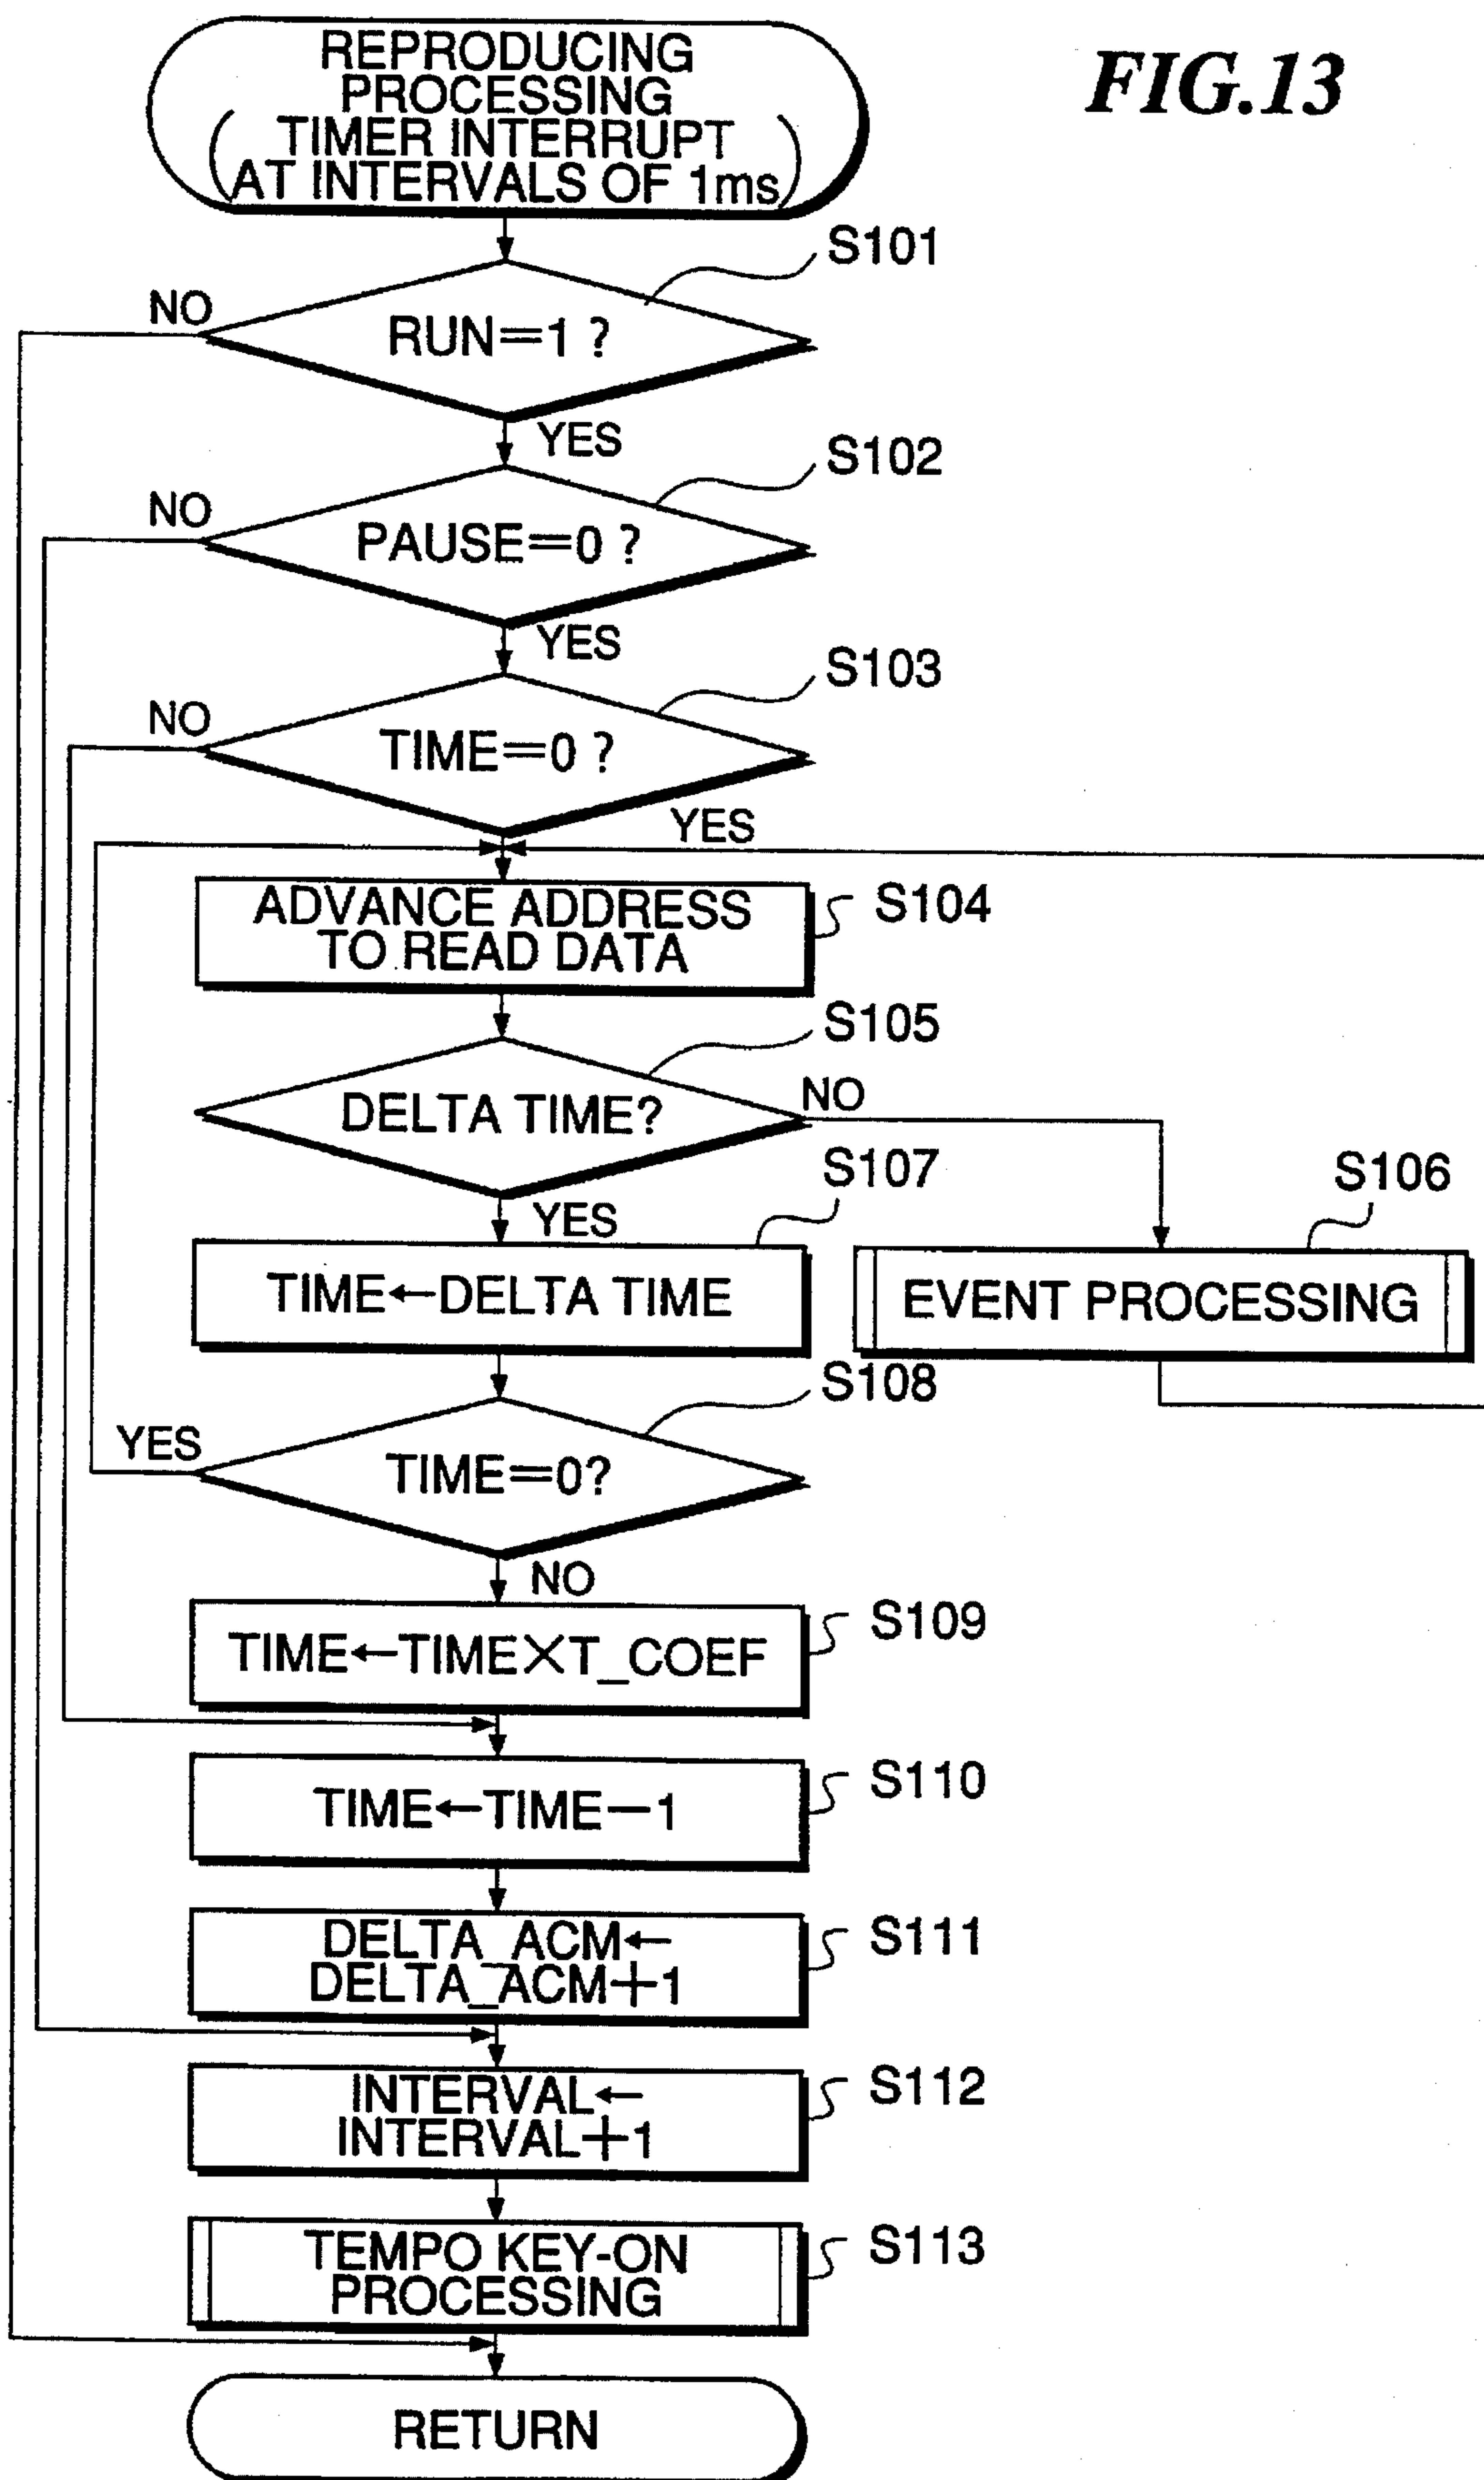 FIG.13
REPRODUCING
PROCESSING
(TIMER INTERRUPT
AT INTERVALS OF 1ms)
S101
NO
RUN=1 ?
YES
S102
NO
PAUSE=0 ?
YES
S103
NO
TIME=0 ?
YES
ADVANCE ADDRESS
TO READ DATA
S104
S105
DELTA TIME?
NO
S107
S106
YES
TIME←DELTA TIME
EVENT PROCESSING
S108
YES
TIME=0?
NO
S109
TIME←TIME×T_COEF
S110
TIME←TIME−1
S111
DELTA_ACM←
DELTA_ACM+1
S112
INTERVAL←
INTERVAL+1
S113
TEMPO KEY-ON
PROCESSING
RETURN